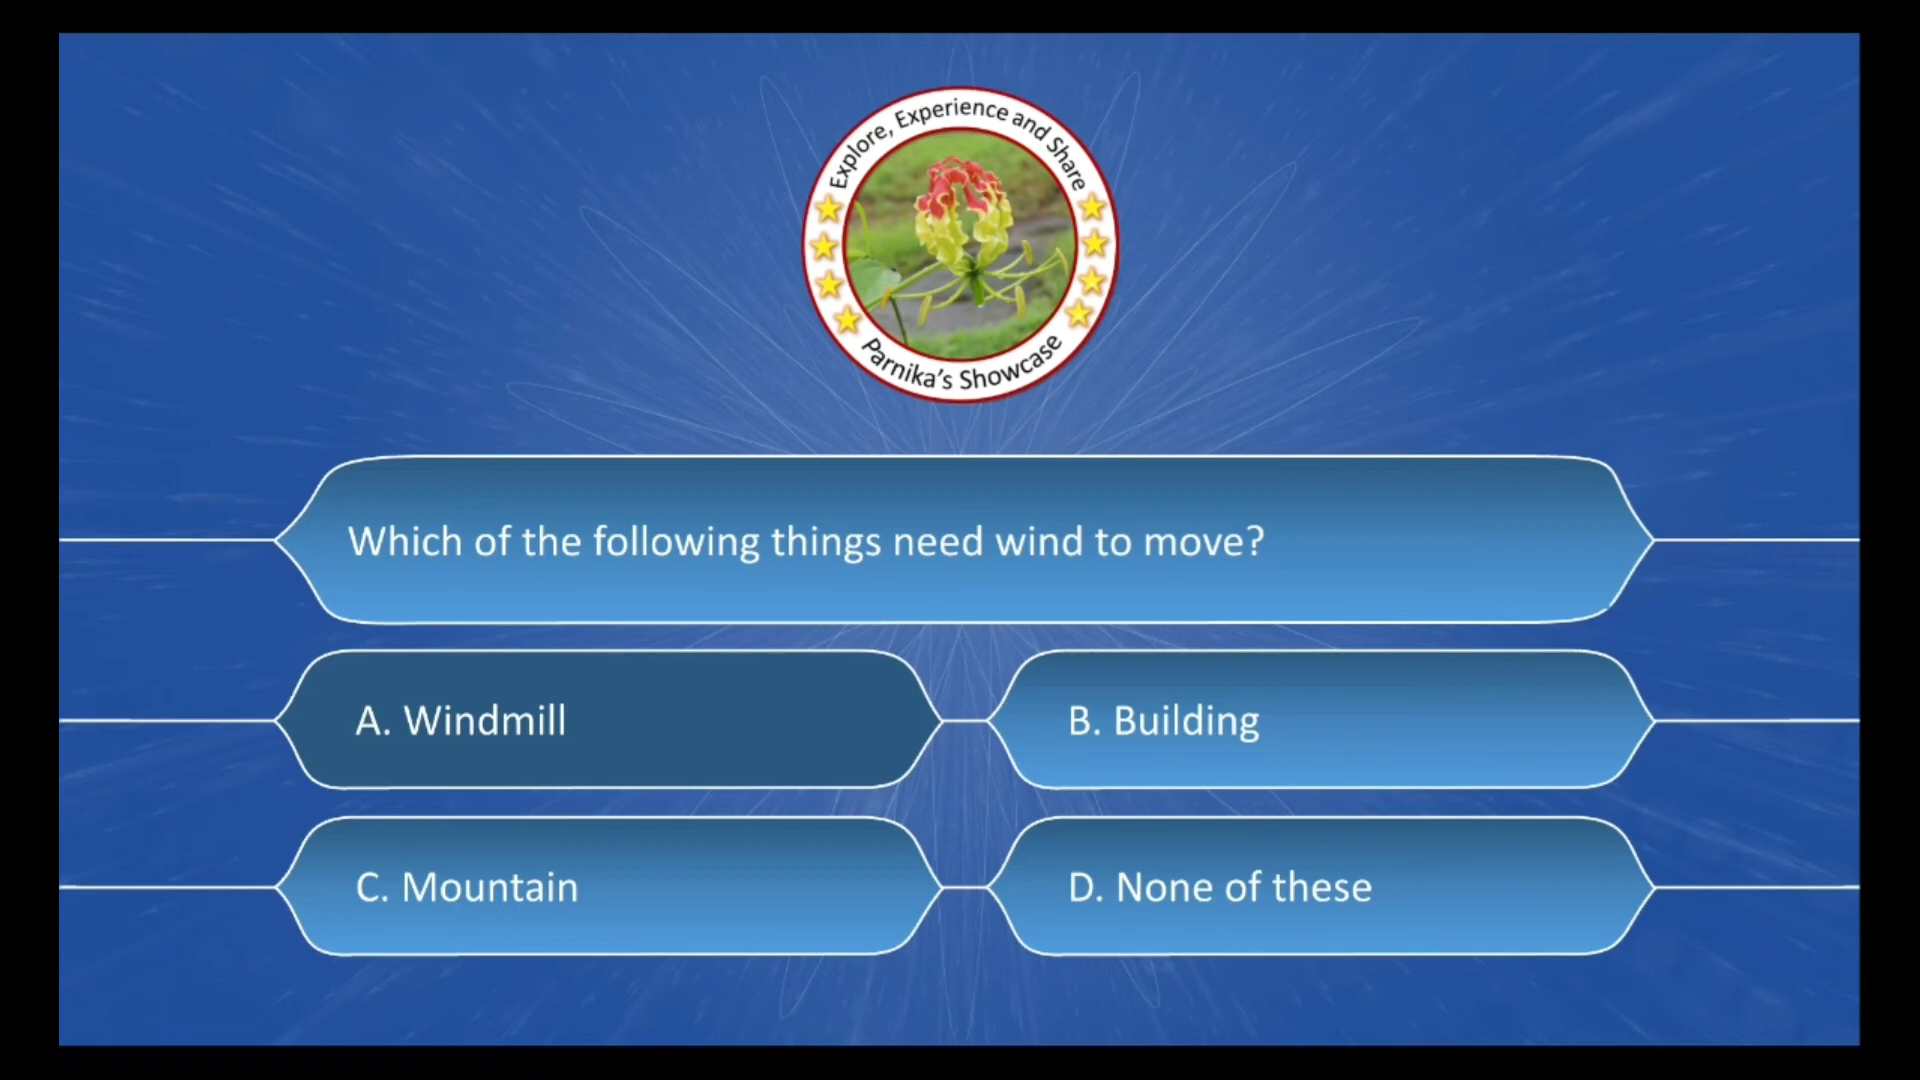 Explore, Experience and Share
Parnika's Showcase
Which of the following things need wind to move?
A. Windmill
B. Building
C. Mountain
D. None of these